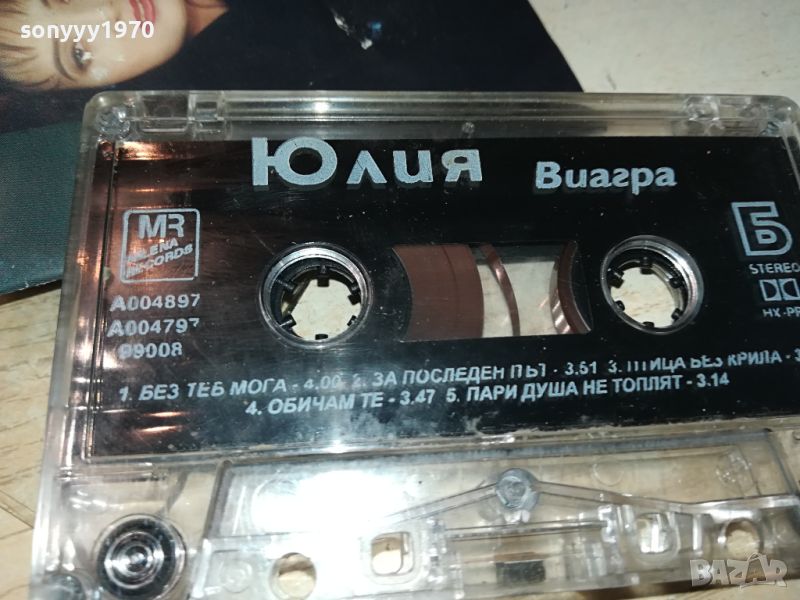 sonyyy1970
Юлия Виагра
MR
MILENA
RECORDS
Б
STEREO
A004897
A004797
99008
1. БЕЗ ТЕБ МОГА - 4.00 2. ЗА ПОСЛЕДЕН ПЪТ - 3.51 3. ПТИЦА БЕЗ КРИЛА -
4. ОБИЧАМ ТЕ - 3.47 5. ПАРИ ДУША НЕ ТОПЛЯТ - 3.14
BAZAR